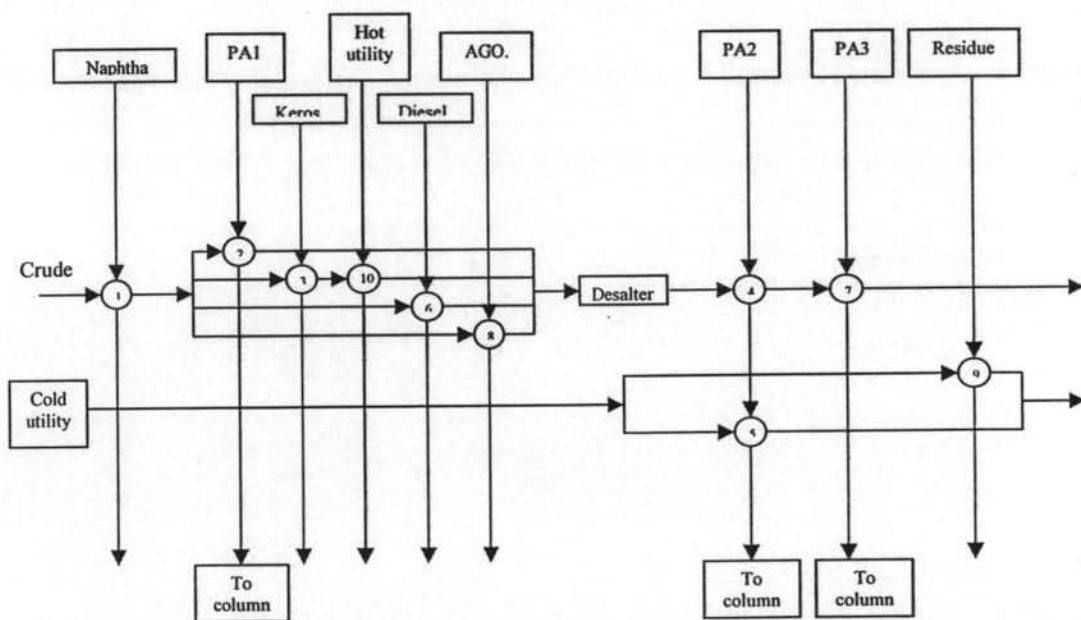 Naphtha
PA1
Hot
utility
AGO.
PA2
PA3
Residue
Keros
Diesel
2
Crude
1
3
10
6
8
Desalter
4
7
9
Cold
utility
5
To
column
To
column
To
column